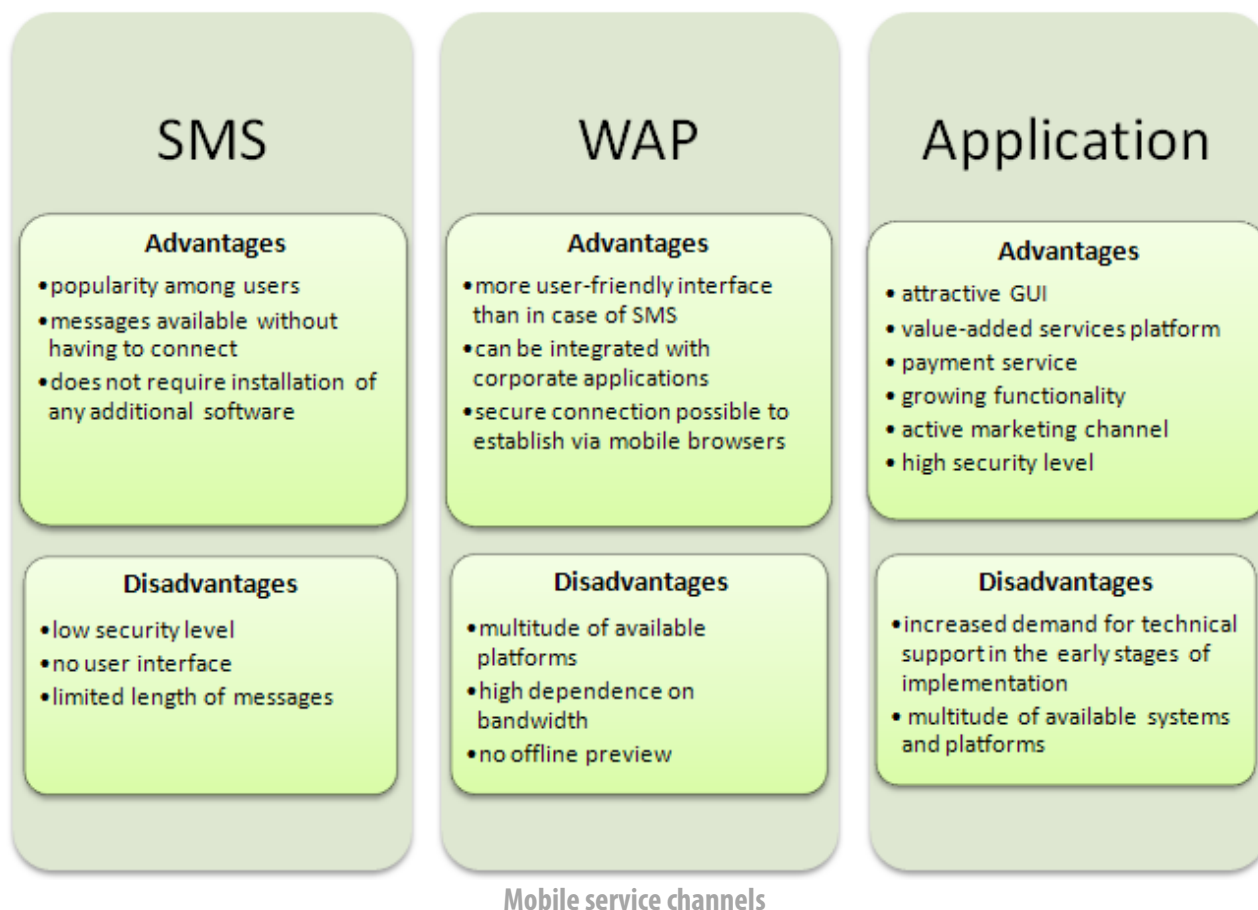 SMS
Advantages
•popularity among users
•messages available without
having to connect
•does not require installation of
any additional software
Disadvantages
•low security level
•no user interface
•limited length of messages
WAP
Advantages
•more user-friendly interface
than in case of SMS
•can be integrated with
corporate applications
•secure connection possible to
establish via mobile browsers
Disadvantages
•multitude of available
platforms
•high dependence on
bandwidth
•no offline preview
Application
Advantages
• attractive GUI
• value-added services platform
• payment service
• growing functionality
• active marketing channel
• high security level
Disadvantages
•increased demand for technical
support in the early stages of
implementation
• multitude of available systems
and platforms
Mobile service channels